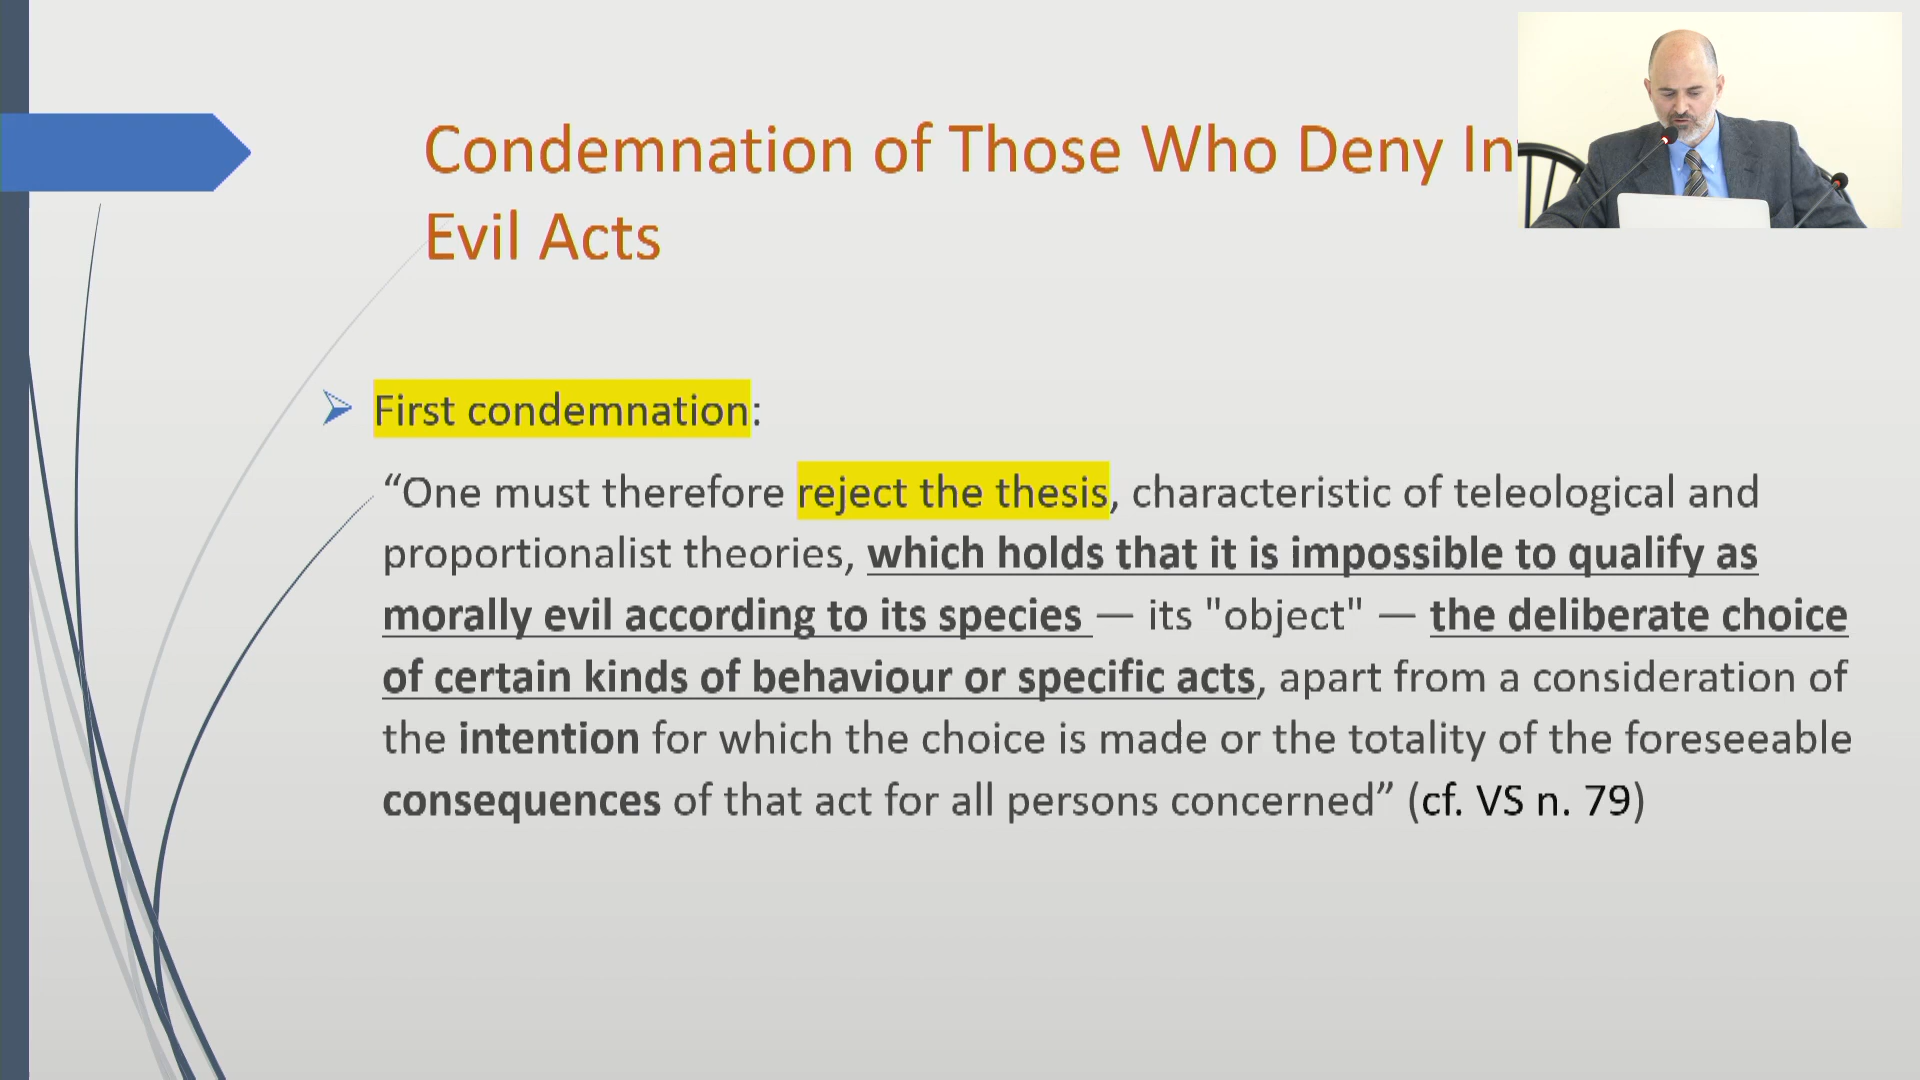 Condemnation of Those Who Deny In
Evil Acts
First condemnation:
“One must therefore reject the thesis, characteristic of teleological and
proportionalist theories, which holds that it is impossible to qualify as
morally evil according to its species — its "object" — the deliberate choice
of certain kinds of behaviour or specific acts, apart from a consideration of
the intention for which the choice is made or the totality of the foreseeable
consequences of that act for all persons concerned” (cf. VS n. 79)